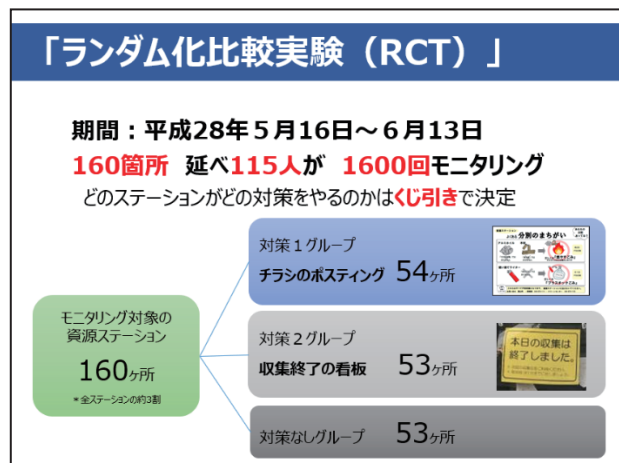 「ランダム化比較実験（RCT）」
期間：平成28年５月16日～６月13日
160箇所 延べ115人が 1600回モニタリング
どのステーションがどの対策をやるのかはくじ引きで決定
対策１グループ
チラシのポスティング 54ヶ所
分別のまちがい
モニタリング対象の
資源ステーション
160ヶ所
*全ステーションの約3割
対策２グループ
収集終了の看板 53ヶ所
本日の収集は
終了しました。
対策なしグループ 53ヶ所